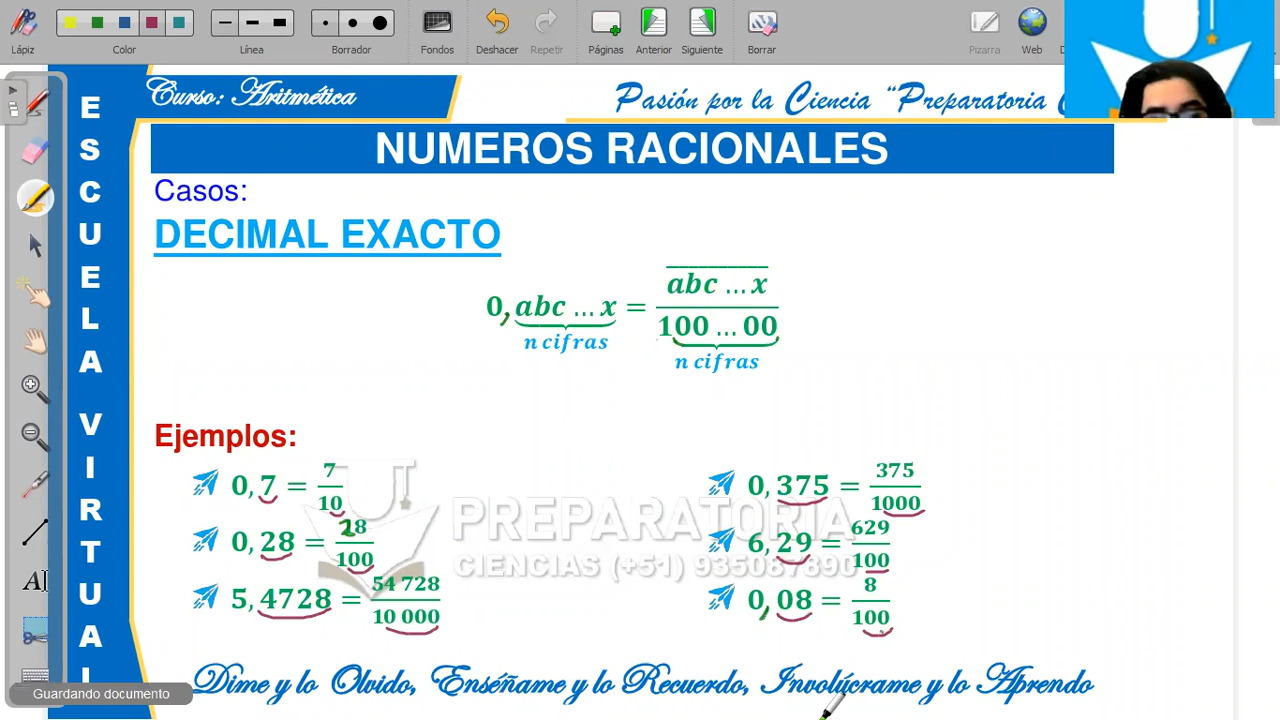 Lápiz Color Línea Borrador Fondos Deshacer Repetir Páginas Anterior Siguiente Borrar Pizarra Web
Curso: Aritmética
Pasión por la Ciencia “Preparatoria
ESCUELA VIRTUAL
NUMEROS RACIONALES
Casos:
DECIMAL EXACTO
0, abc ... x = abc ... x / 100 ... 00
n cifras
n cifras
Ejemplos:
0, 7 = 7/10
0, 375 = 375/1000
0, 28 = 28/100
6, 29 = 629/100
5, 4728 = 54 728/10 000
0, 08 = 8/100
PREPARATORIA
CIENCIAS (+51) 935087890
Dime y lo Olvido, Enséñame y lo Recuerdo, Involúcrame y lo Aprendo
Guardando documento